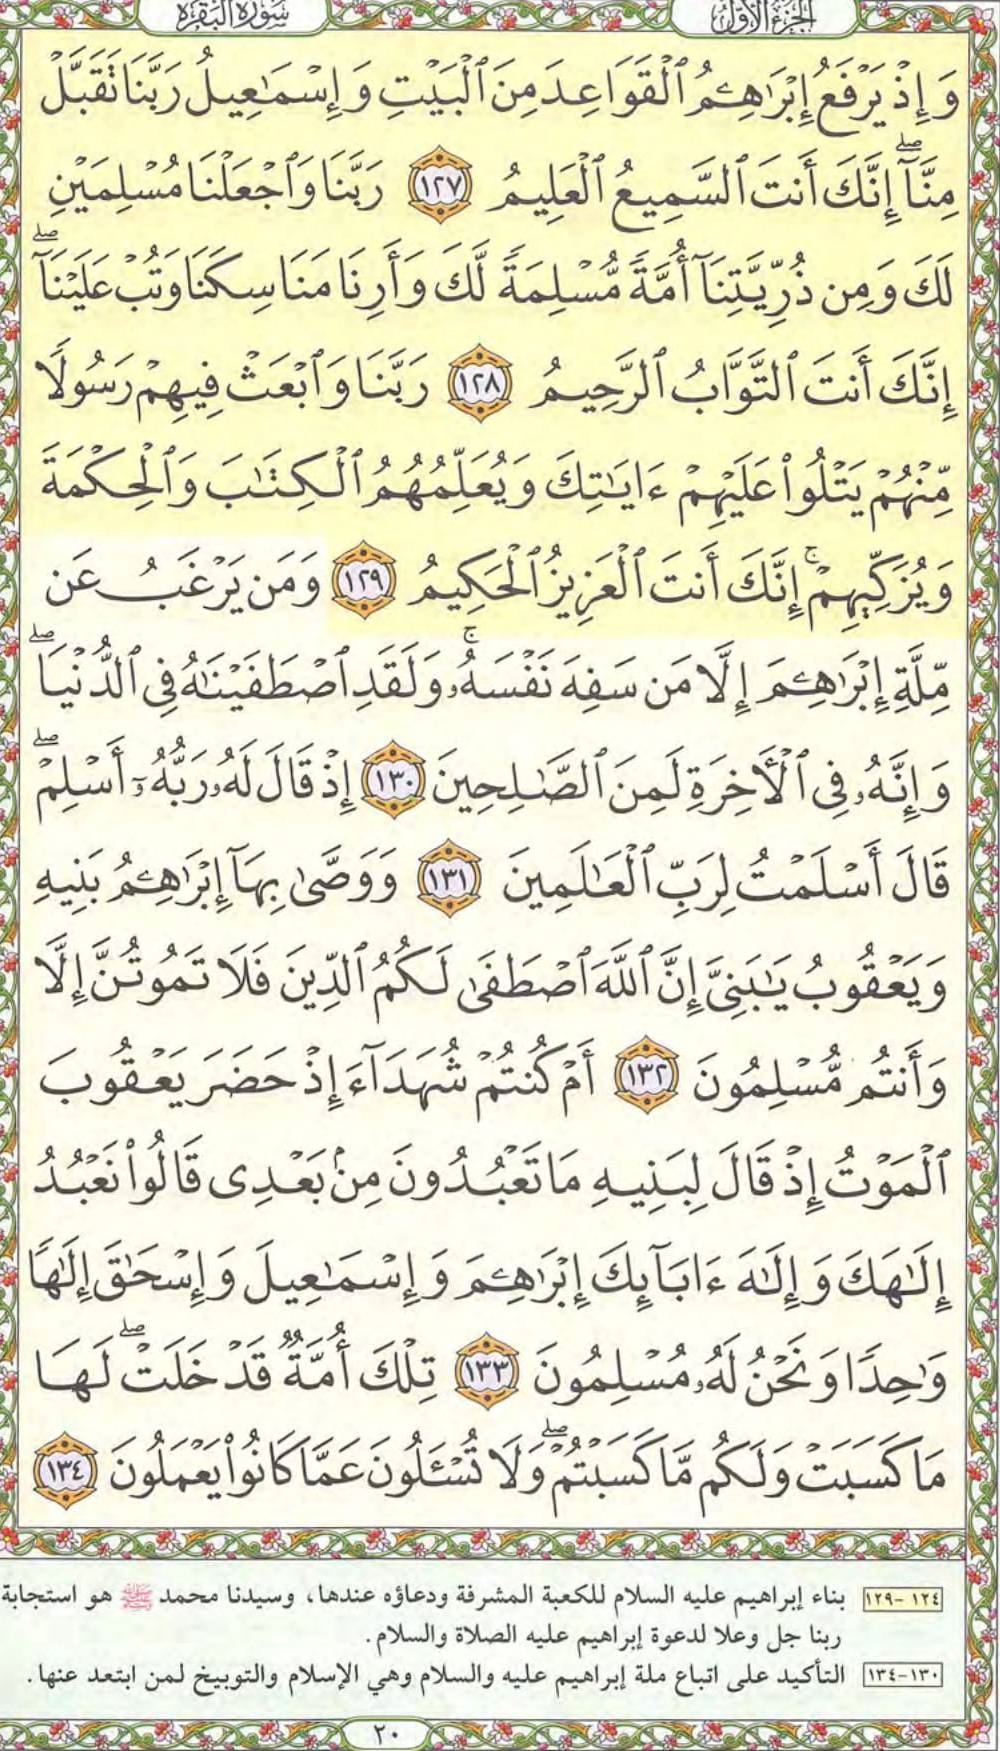 الجزء الأول
سورة البقرة
وَإِذْ يَرْفَعُ إِبْرَٰهِـۧمُ ٱلْقَوَاعِدَ مِنَ ٱلْبَيْتِ وَإِسْمَـٰعِيلُ رَبَّنَا تَقَبَّلْ
مِنَّآ ۖ إِنَّكَ أَنتَ ٱلسَّمِيعُ ٱلْعَلِيمُ ١٢٧ رَبَّنَا وَٱجْعَلْنَا مُسْلِمَيْنِ
لَكَ وَمِن ذُرِّيَّتِنَآ أُمَّةً مُّسْلِمَةً لَّكَ وَأَرِنَا مَنَاسِكَنَا وَتُبْ عَلَيْنَآ ۖ
إِنَّكَ أَنتَ ٱلتَّوَّابُ ٱلرَّحِيمُ ١٢٨ رَبَّنَا وَٱبْعَثْ فِيهِمْ رَسُولًا
مِّنْهُمْ يَتْلُوا۟ عَلَيْهِمْ ءَايَـٰتِكَ وَيُعَلِّمُهُمُ ٱلْكِتَـٰبَ وَٱلْحِكْمَةَ
وَيُزَكِّيهِمْ ۚ إِنَّكَ أَنتَ ٱلْعَزِيزُ ٱلْحَكِيمُ ١٢٩ وَمَن يَرْغَبُ عَن
مِّلَّةِ إِبْرَٰهِـۧمَ إِلَّا مَن سَفِهَ نَفْسَهُۥ ۚ وَلَقَدِ ٱصْطَفَيْنَـٰهُ فِى ٱلدُّنْيَا ۖ
وَإِنَّهُۥ فِى ٱلْـَٔاخِرَةِ لَمِنَ ٱلصَّـٰلِحِينَ ١٣٠ إِذْ قَالَ لَهُۥ رَبُّهُۥٓ أَسْلِمْ ۖ
قَالَ أَسْلَمْتُ لِرَبِّ ٱلْعَـٰلَمِينَ ١٣١ وَوَصَّىٰ بِهَآ إِبْرَٰهِـۧمُ بَنِيهِ
وَيَعْقُوبُ يَـٰبَنِىَّ إِنَّ ٱللَّهَ ٱصْطَفَىٰ لَكُمُ ٱلدِّينَ فَلَا تَمُوتُنَّ إِلَّا
وَأَنتُم مُّسْلِمُونَ ١٣٢ أَمْ كُنتُمْ شُهَدَآءَ إِذْ حَضَرَ يَعْقُوبَ
ٱلْمَوْتُ إِذْ قَالَ لِبَنِيهِ مَا تَعْبُدُونَ مِنۢ بَعْدِى قَالُوا۟ نَعْبُدُ
إِلَـٰهَكَ وَإِلَـٰهَ ءَابَآئِكَ إِبْرَٰهِـۧمَ وَإِسْمَـٰعِيلَ وَإِسْحَـٰقَ إِلَـٰهًا
وَٰحِدًا وَنَحْنُ لَهُۥ مُسْلِمُونَ ١٣٣ تِلْكَ أُمَّةٌ قَدْ خَلَتْ ۖ لَهَا
مَا كَسَبَتْ وَلَكُم مَّا كَسَبْتُمْ ۖ وَلَا تُسْـَٔلُونَ عَمَّا كَانُوا۟ يَعْمَلُونَ ١٣٤
١٢٤-١٢٩ بناء إبراهيم عليه السلام للكعبة المشرفة ودعاؤه عندها، وسيدنا محمد ﷺ هو استجابة
ربنا جل وعلا لدعوة إبراهيم عليه الصلاة والسلام.
١٣٠-١٣٤ التأكيد على اتباع ملة إبراهيم عليه والسلام وهي الإسلام والتوبيخ لمن ابتعد عنها.
٢٠